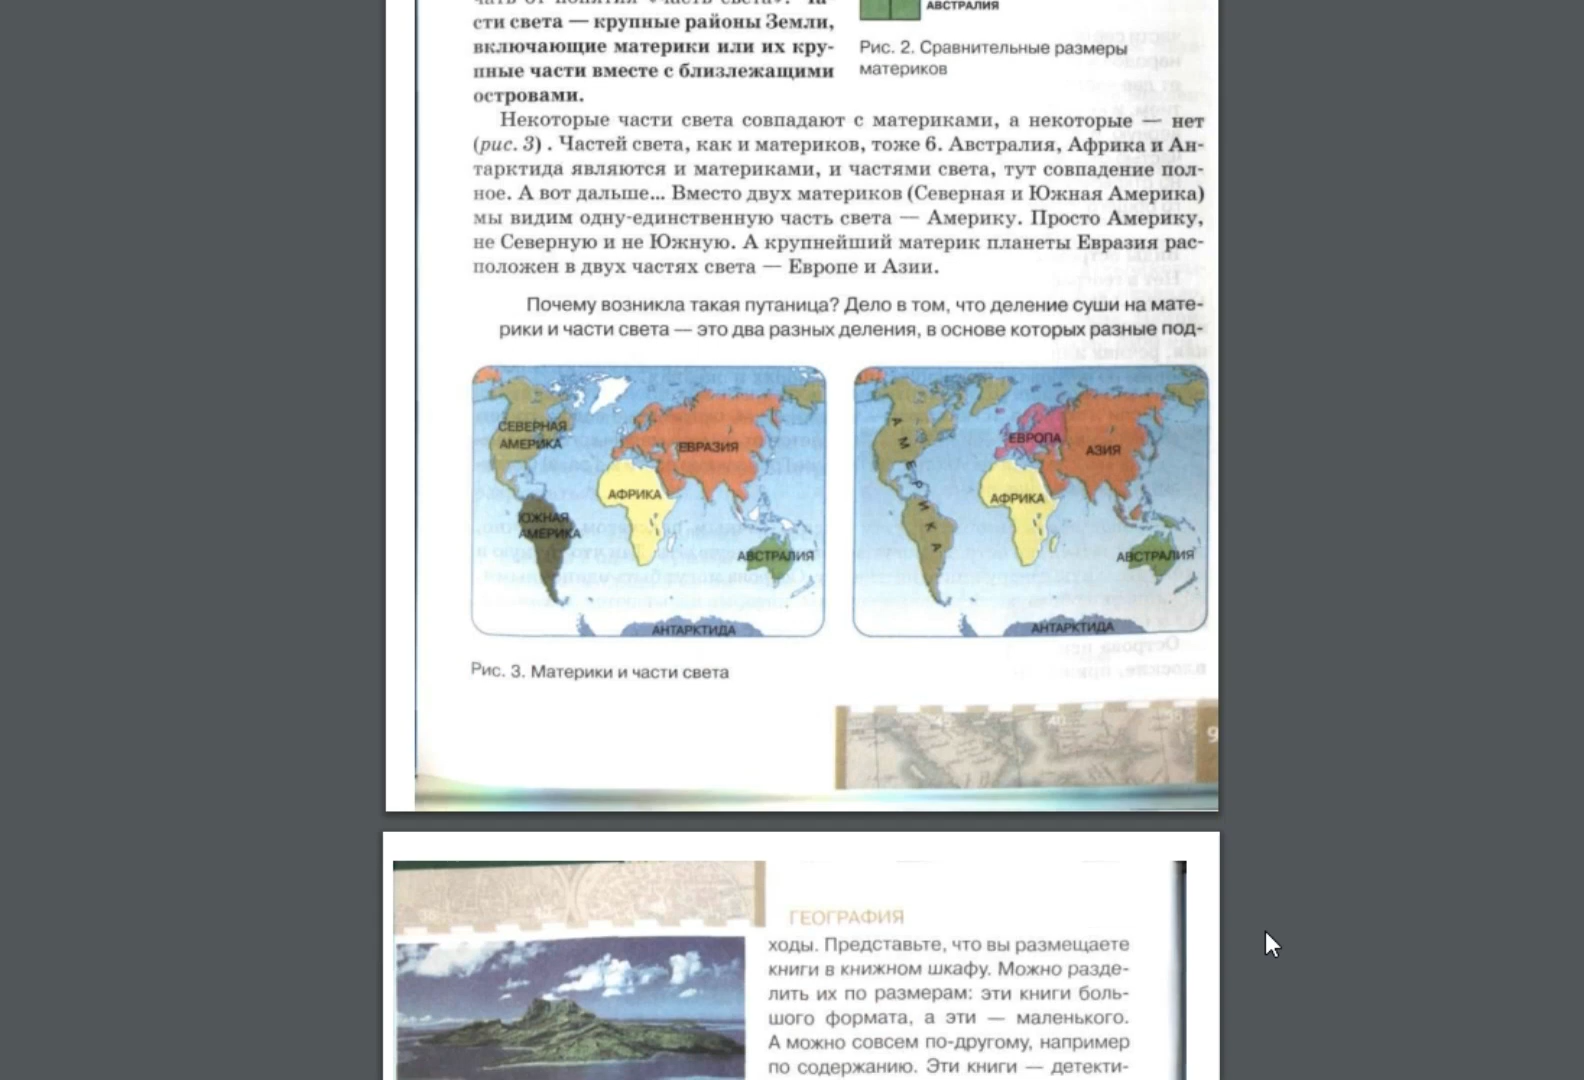 чать от понятия «часть света». Ча-
сти света — крупные районы Земли,
включающие материки или их кру-
пные части вместе с близлежащими
островами.
АВСТРАЛИЯ
Рис. 2. Сравнительные размеры
материков
Некоторые части света совпадают с материками, а некоторые — нет
(рис. 3) . Частей света, как и материков, тоже 6. Австралия, Африка и Ан-
тарктида являются и материками, и частями света, тут совпадение пол-
ное. А вот дальше... Вместо двух материков (Северная и Южная Америка)
мы видим одну-единственную часть света — Америку. Просто Америку,
не Северную и не Южную. А крупнейший материк планеты Евразия рас-
положен в двух частях света — Европе и Азии.
Почему возникла такая путаница? Дело в том, что деление суши на мате-
рики и части света — это два разных деления, в основе которых разные под-
СЕВЕРНАЯ
АМЕРИКА
ЕВРАЗИЯ
АФРИКА
ЮЖНАЯ
АМЕРИКА
АВСТРАЛИЯ
АНТАРКТИДА
АМЕРИКА
ЕВРОПА
АЗИЯ
АФРИКА
АВСТРАЛИЯ
АНТАРКТИДА
Рис. 3. Материки и части света
9
ГЕОГРАФИЯ
ходы. Представьте, что вы размещаете
книги в книжном шкафу. Можно разде-
лить их по размерам: эти книги боль-
шого формата, а эти — маленького.
А можно совсем по-другому, например
по содержанию. Эти книги — детекти-